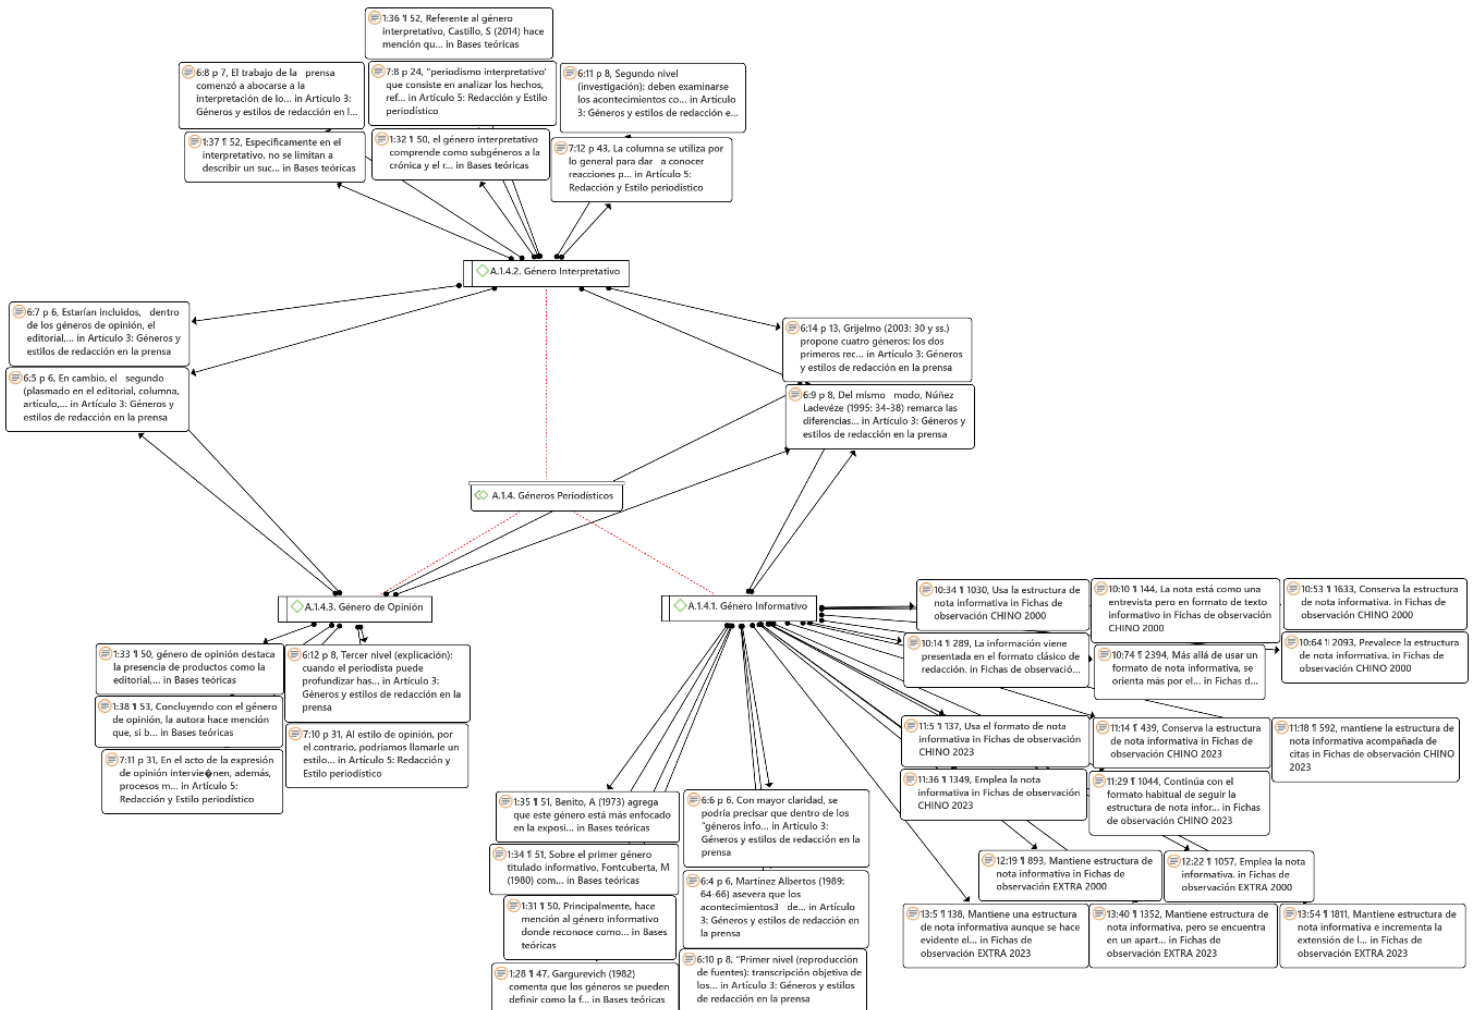 1:36 ¶ 52, Referente al género
interpretativo, Castillo, S (2014) hace
mención qu... in Bases teóricas
6:8 p 7, El trabajo de la prensa
comenzó a abocarse a la
interpretación de lo... in Artículo 3:
Géneros y estilos de redacción en l...
7:8 p 24, "periodismo interpretativo'
que consiste en analizar los hechos,
ref... in Artículo 5: Redacción y Estilo
periodístico
6:11 p 8, Segundo nivel
(investigación): deben examinarse
los acontecimientos co... in Artículo
3: Géneros y estilos de redacción e...
1:37 ¶ 52, Específicamente en el
interpretativo, no se limitan a
describir un suc... in Bases teóricas
1:32 ¶ 50, el género interpretativo
comprende como subgéneros a la
crónica y el r... in Bases teóricas
7:12 p 43, La columna se utiliza por
lo general para dar a conocer
reacciones p... in Artículo 5:
Redacción y Estilo periodístico
A.1.4.2. Género Interpretativo
6:7 p 6, Estarían incluidos, dentro
de los géneros de opinión, el
editorial,... in Artículo 3: Géneros y
estilos de redacción en la prensa
6:5 p 6, En cambio, el segundo
(plasmado en el editorial, columna,
artículo,... in Artículo 3: Géneros y
estilos de redacción en la prensa
6:14 p 13, Grijelmo (2003: 30 y ss.)
propone cuatro géneros: los dos
primeros rec... in Artículo 3: Géneros
y estilos de redacción en la prensa
6:9 p 8, Del mismo modo, Núñez
Ladevéze (1995: 34-38) remarca las
diferencias... in Artículo 3: Géneros y
estilos de redacción en la prensa
A.1.4. Géneros Periodísticos
A.1.4.3. Género de Opinión
A.1.4.1. Género Informativo
1:33 ¶ 50, género de opinión destaca
la presencia de productos como la
editorial,... in Bases teóricas
6:12 p 8, Tercer nivel (explicación):
cuando el periodista puede
profundizar has... in Artículo 3:
Géneros y estilos de redacción en la
prensa
1:38 ¶ 53, Concluyendo con el género
de opinión, la autora hace mención
que, si b... in Bases teóricas
7:10 p 31, Al estilo de opinión, por
el contrario, podríamos llamarle un
estilo... in Artículo 5: Redacción y
Estilo periodístico
7:11 p 31, En el acto de la expresión
de opinión intervie�nen, además,
procesos m... in Artículo 5:
Redacción y Estilo periodístico
10:34 ¶ 1030, Usa la estructura de
nota informativa in Fichas de
observación CHINO 2000
10:10 ¶ 144, La nota está como una
entrevista pero en formato de texto
informativo in Fichas de observación
CHINO 2000
10:53 ¶ 1633, Conserva la estructura
de nota informativa. in Fichas de
observación CHINO 2000
10:14 ¶ 289, La información viene
presentada en el formato clásico de
redacción. in Fichas de observació...
10:74 ¶ 2394, Más allá de usar un
formato de nota informativa, se
orienta más por el... in Fichas d...
10:64 ¶ 2093, Prevalece la estructura
de nota informativa. in Fichas de
observación CHINO 2000
11:5 ¶ 137, Usa el formato de nota
informativa in Fichas de observación
CHINO 2023
11:14 ¶ 439, Conserva la estructura
de nota informativa in Fichas de
observación CHINO 2023
11:18 ¶ 592, mantiene la estructura de
nota informativa acompañada de
citas in Fichas de observación CHINO
2023
11:36 ¶ 1349, Emplea la nota
informativa in Fichas de observación
CHINO 2023
11:29 ¶ 1044, Continúa con el
formato habitual de seguir la
estructura de nota infor... in Fichas
de observación CHINO 2023
12:19 ¶ 893, Mantiene estructura de
nota informativa in Fichas de
observación EXTRA 2000
12:22 ¶ 1057, Emplea la nota
informativa. in Fichas de
observación EXTRA 2000
13:5 ¶ 138, Mantiene una estructura
de nota informativa aunque se hace
evidente el... in Fichas de
observación EXTRA 2023
13:40 ¶ 1352, Mantiene estructura de
nota informativa, pero se encuentra
en un apart... in Fichas de
observación EXTRA 2023
13:54 ¶ 1811, Mantiene estructura de
nota informativa e incrementa la
extensión de l... in Fichas de
observación EXTRA 2023
1:35 ¶ 51, Benito, A (1973) agrega
que este género está más enfocado
en la exposi... in Bases teóricas
6:6 p 6, Con mayor claridad, se
podría precisar que dentro de los
"géneros info... in Artículo 3:
Géneros y estilos de redacción en la
prensa
1:34 ¶ 51, Sobre el primer género
titulado informativo, Fontcuberta, M
(1980) com... in Bases teóricas
6:4 p 6, Martínez Albertos (1989:
64-66) asevera que los
acontecimientos3 de... in Artículo
3: Géneros y estilos de redacción en
la prensa
1:31 ¶ 50, Principalmente, hace
mención al género informativo
donde reconoce como... in Bases
teóricas
6:10 p 8, "Primer nivel (reproducción
de fuentes): transcripción objetiva de
los... in Artículo 3: Géneros y estilos
de redacción en la prensa
1:28 ¶ 47, Gargurevich (1982)
comenta que los géneros se pueden
definir como la f... in Bases teóricas